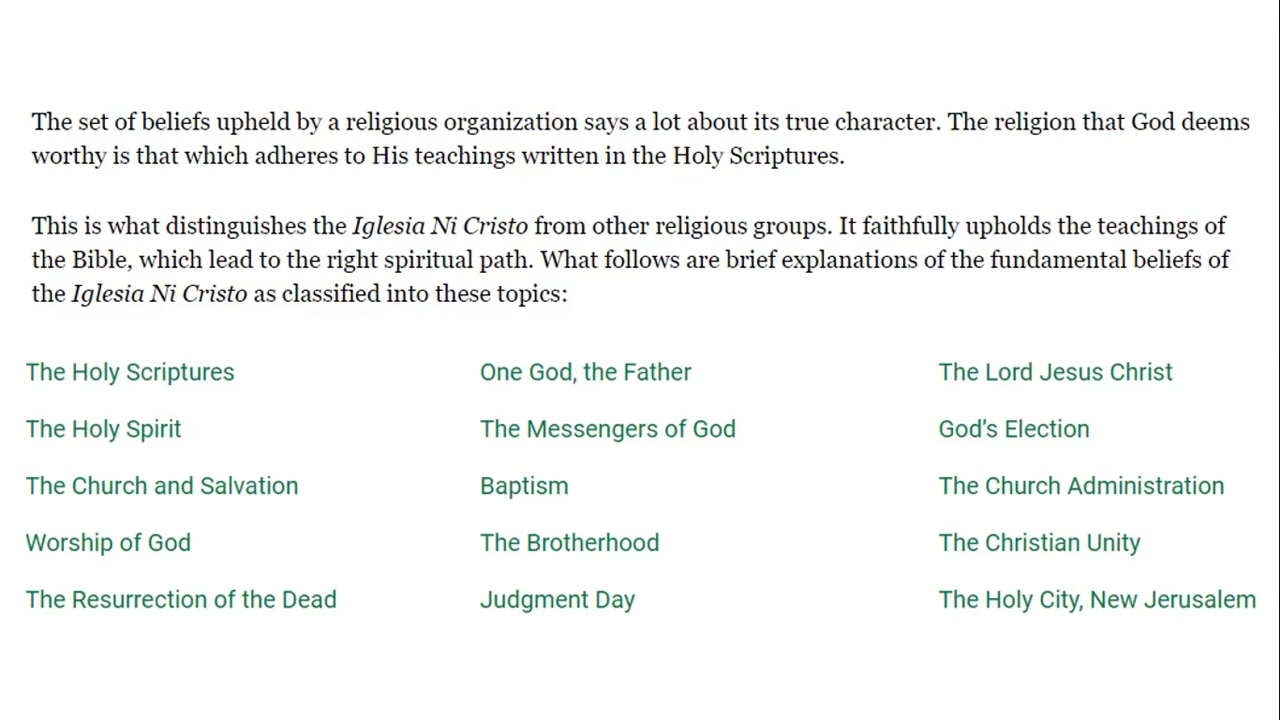 The set of beliefs upheld by a religious organization says a lot about its true character. The religion that God deems
worthy is that which adheres to His teachings written in the Holy Scriptures.
This is what distinguishes the Iglesia Ni Cristo from other religious groups. It faithfully upholds the teachings of
the Bible, which lead to the right spiritual path. What follows are brief explanations of the fundamental beliefs of
the Iglesia Ni Cristo as classified into these topics:
The Holy Scriptures One God, the Father The Lord Jesus Christ
The Holy Spirit The Messengers of God God’s Election
The Church and Salvation Baptism The Church Administration
Worship of God The Brotherhood The Christian Unity
The Resurrection of the Dead Judgment Day The Holy City, New Jerusalem